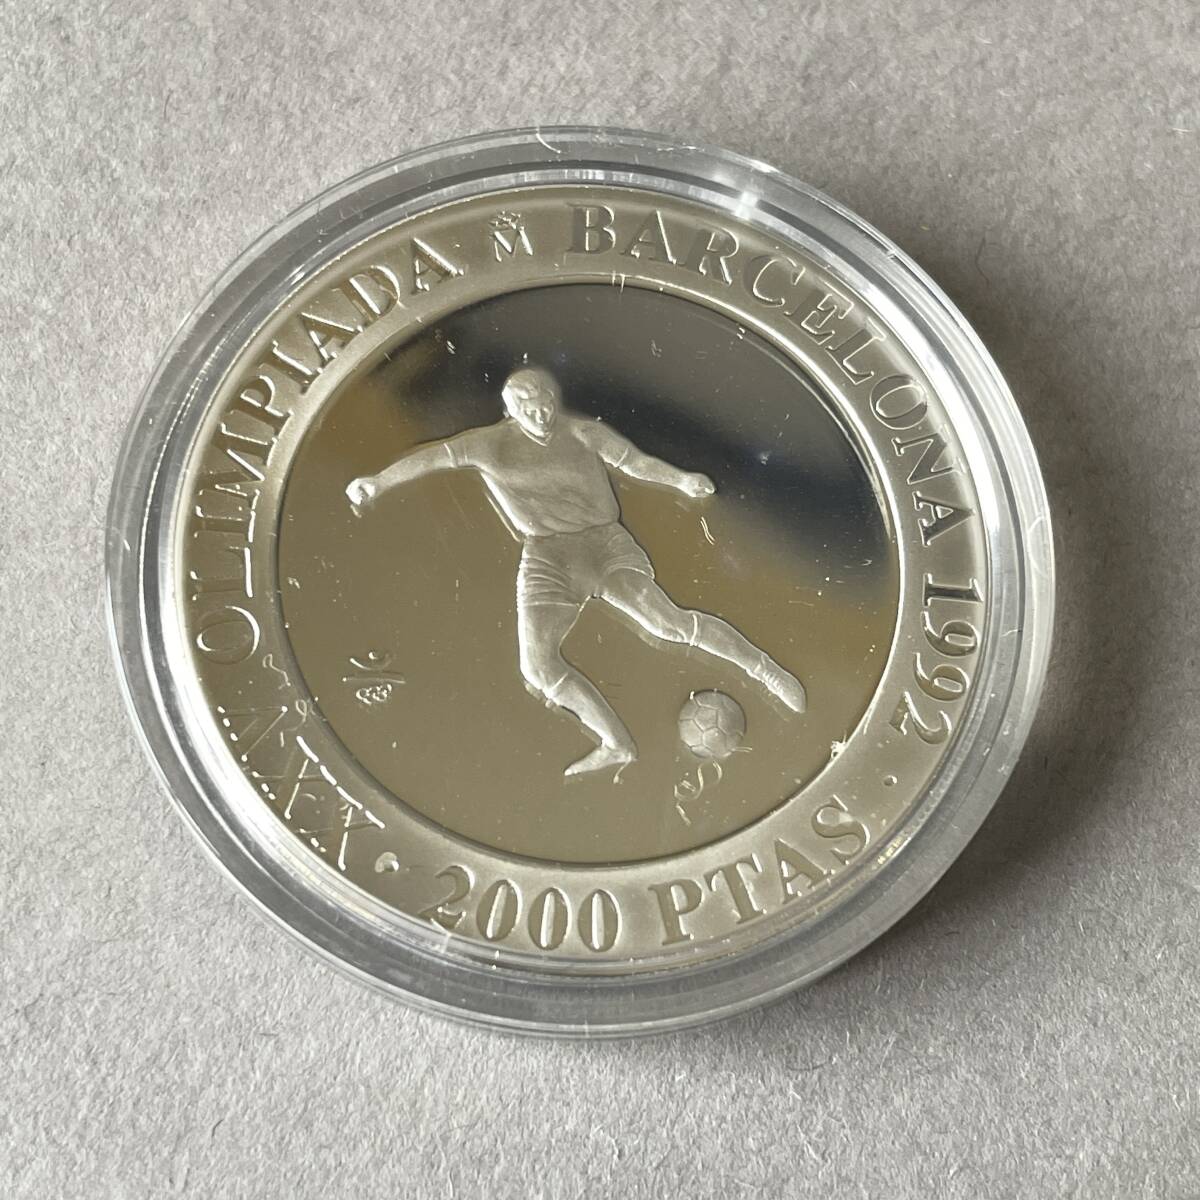 XXV OLIMPIADA M BARCELONA 1992
· 2000 PTAS ·